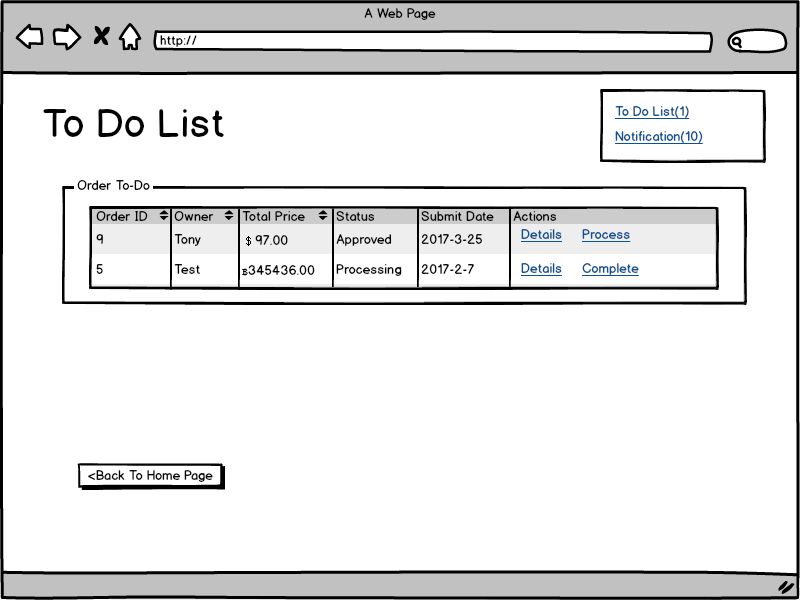 A Web Page
http://
To Do List
To Do List(1)
Notification(10)
Order To-Do
Order ID Owner Total Price Status Submit Date Actions
9 Tony $ 97.00 Approved 2017-3-25 Details Process
5 Test ฿345436.00 Processing 2017-2-7 Details Complete
<Back To Home Page